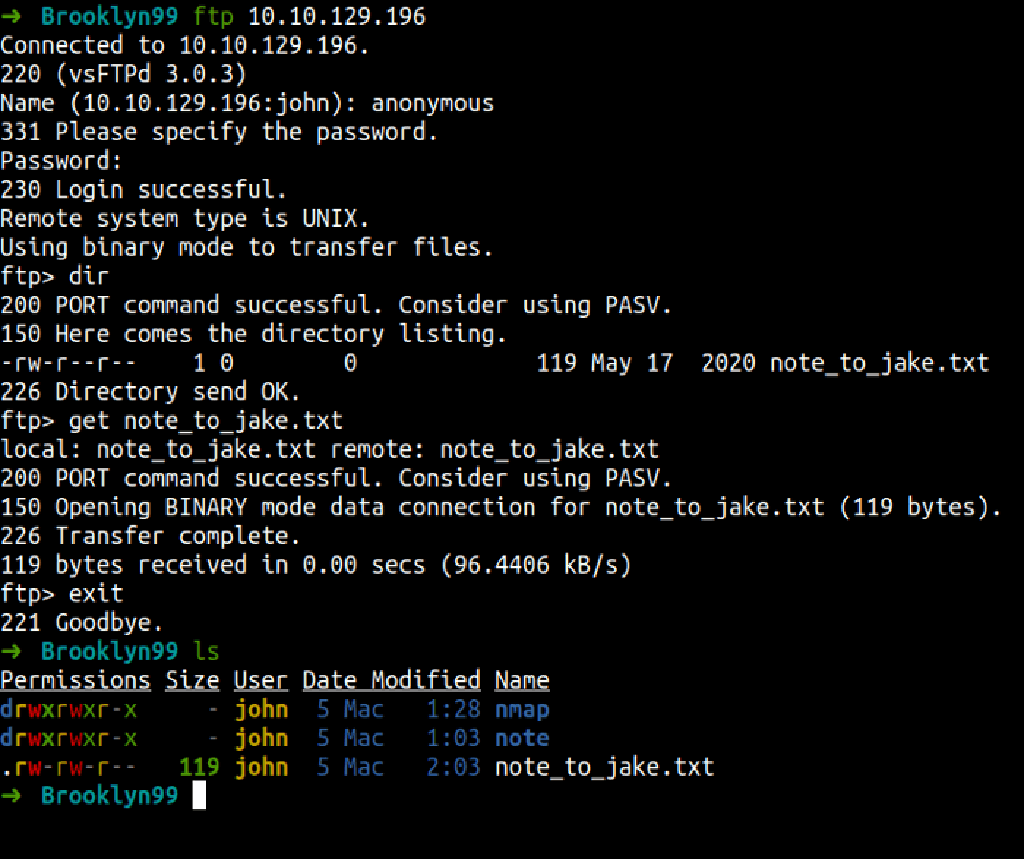 ➜ Brooklyn99 ftp 10.10.129.196
Connected to 10.10.129.196.
220 (vsFTPd 3.0.3)
Name (10.10.129.196:john): anonymous
331 Please specify the password.
Password:
230 Login successful.
Remote system type is UNIX.
Using binary mode to transfer files.
ftp> dir
200 PORT command successful. Consider using PASV.
150 Here comes the directory listing.
-rw-r--r--    1 0        0             119 May 17  2020 note_to_jake.txt
226 Directory send OK.
ftp> get note_to_jake.txt
local: note_to_jake.txt remote: note_to_jake.txt
200 PORT command successful. Consider using PASV.
150 Opening BINARY mode data connection for note_to_jake.txt (119 bytes).
226 Transfer complete.
119 bytes received in 0.00 secs (96.4406 kB/s)
ftp> exit
221 Goodbye.
➜ Brooklyn99 ls
Permissions Size User Date Modified Name
drwxrwxr-x     - john  5 Mac   1:28 nmap
drwxrwxr-x     - john  5 Mac   1:03 note
.rw-rw-r--   119 john  5 Mac   2:03 note_to_jake.txt
➜ Brooklyn99